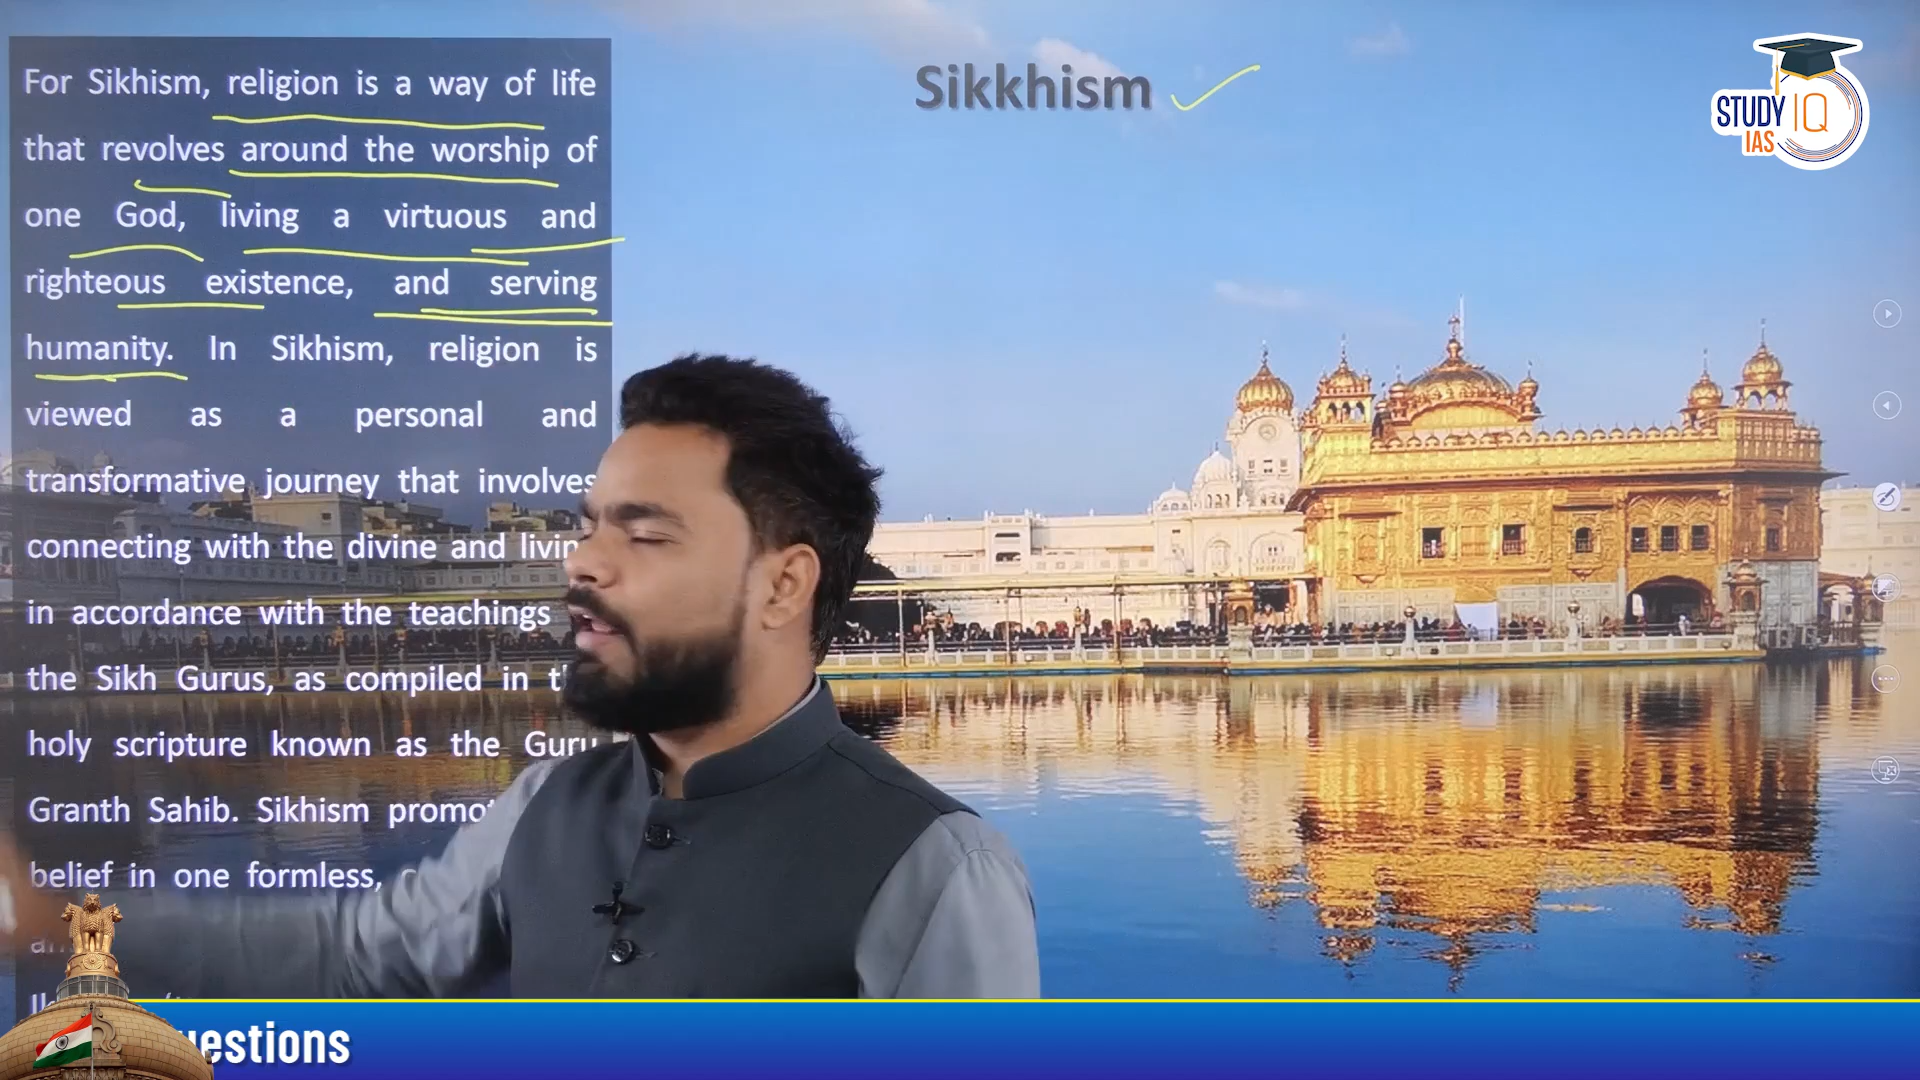 For Sikhism, religion is a way of life
that revolves around the worship of
one God, living a virtuous and
righteous existence, and serving
humanity. In Sikhism, religion is
viewed as a personal and
transformative journey that involves
connecting with the divine and
in accordance with the teachings
the Sikh Gurus, as compiled in
holy scripture known as the Guru
Granth Sahib. Sikhism
belief in one formless,
Sikkhism
STUDY IQ
IAS